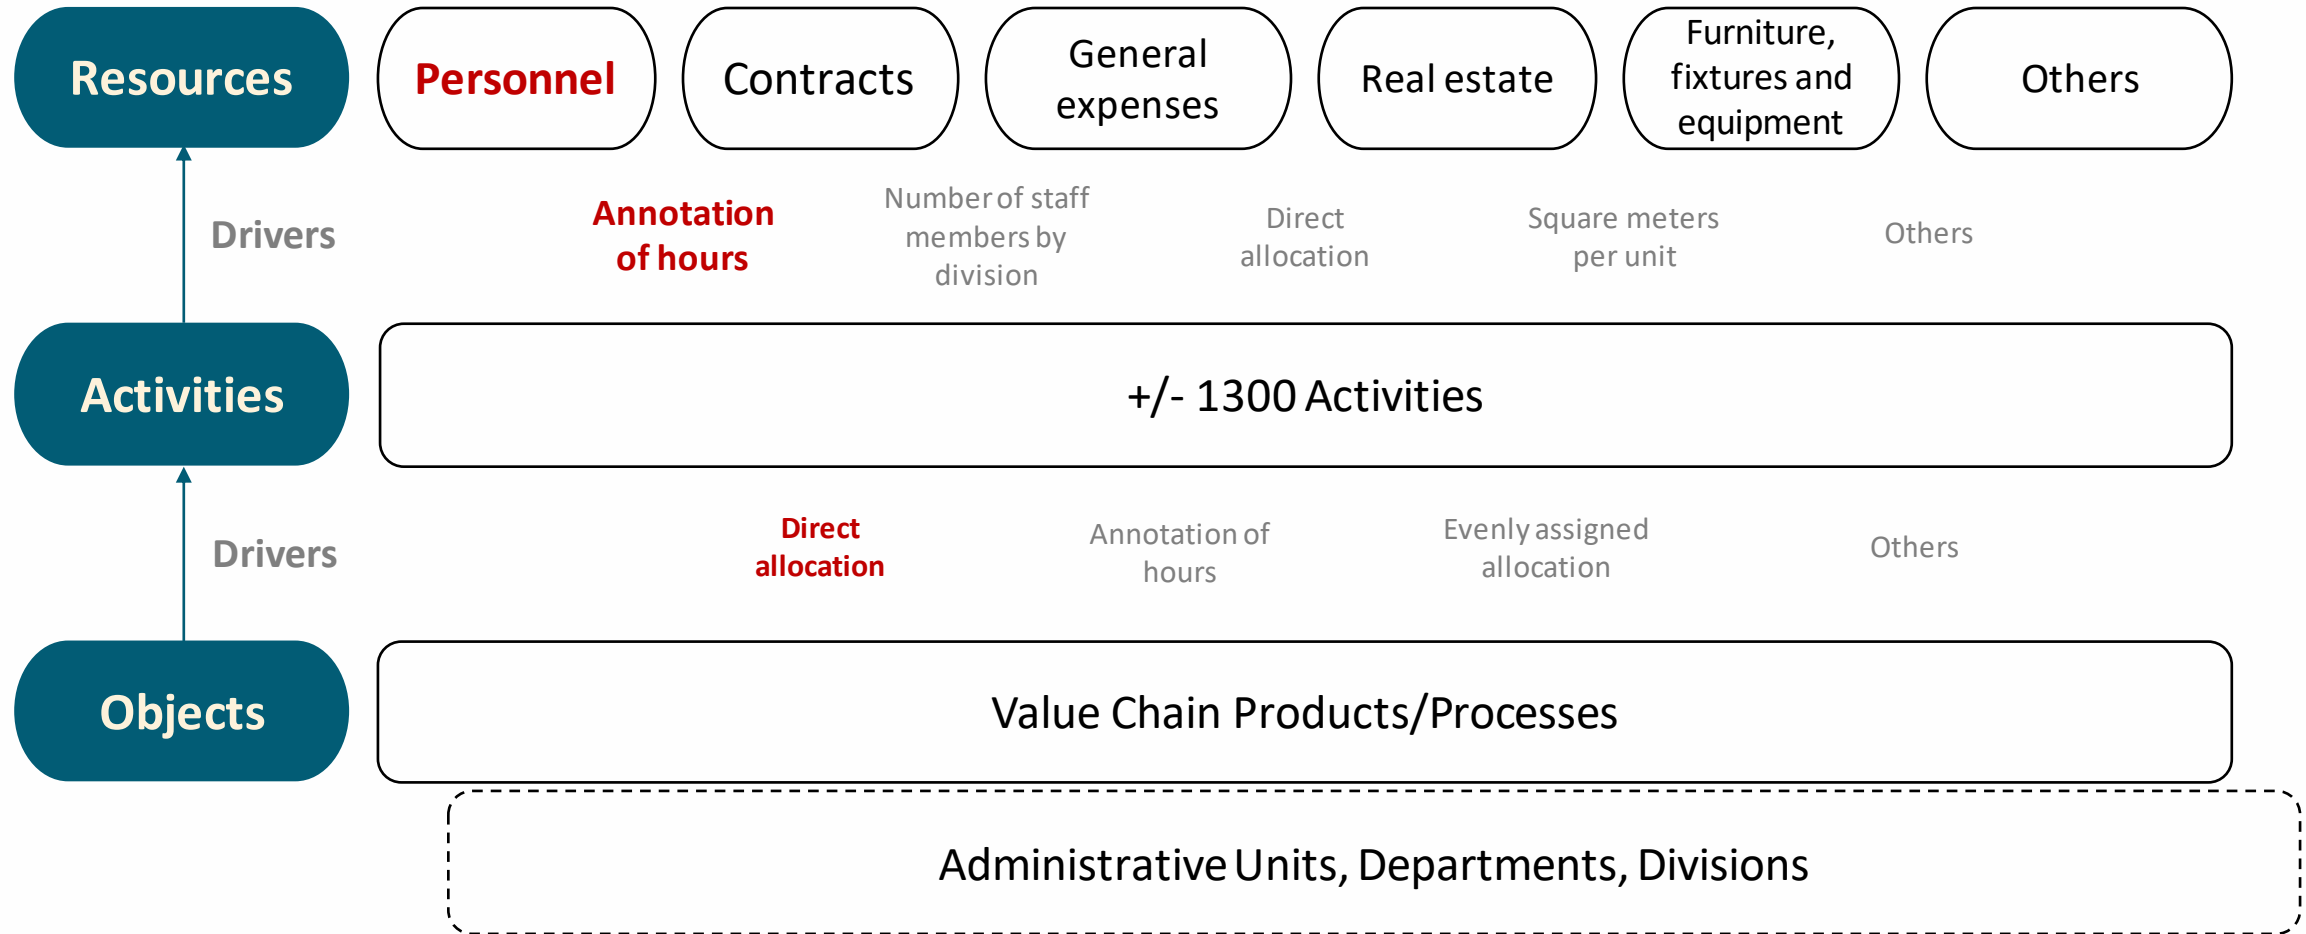 Resources
Personnel
Contracts
General
expenses
Real estate
Furniture,
fixtures and
equipment
Others
Drivers
Annotation
of hours
Number of staff
members by
division
Direct
allocation
Square meters
per unit
Others
Activities
+/- 1300 Activities
Drivers
Direct
allocation
Annotation of
hours
Evenly assigned
allocation
Others
Objects
Value Chain Products/Processes
Administrative Units, Departments, Divisions